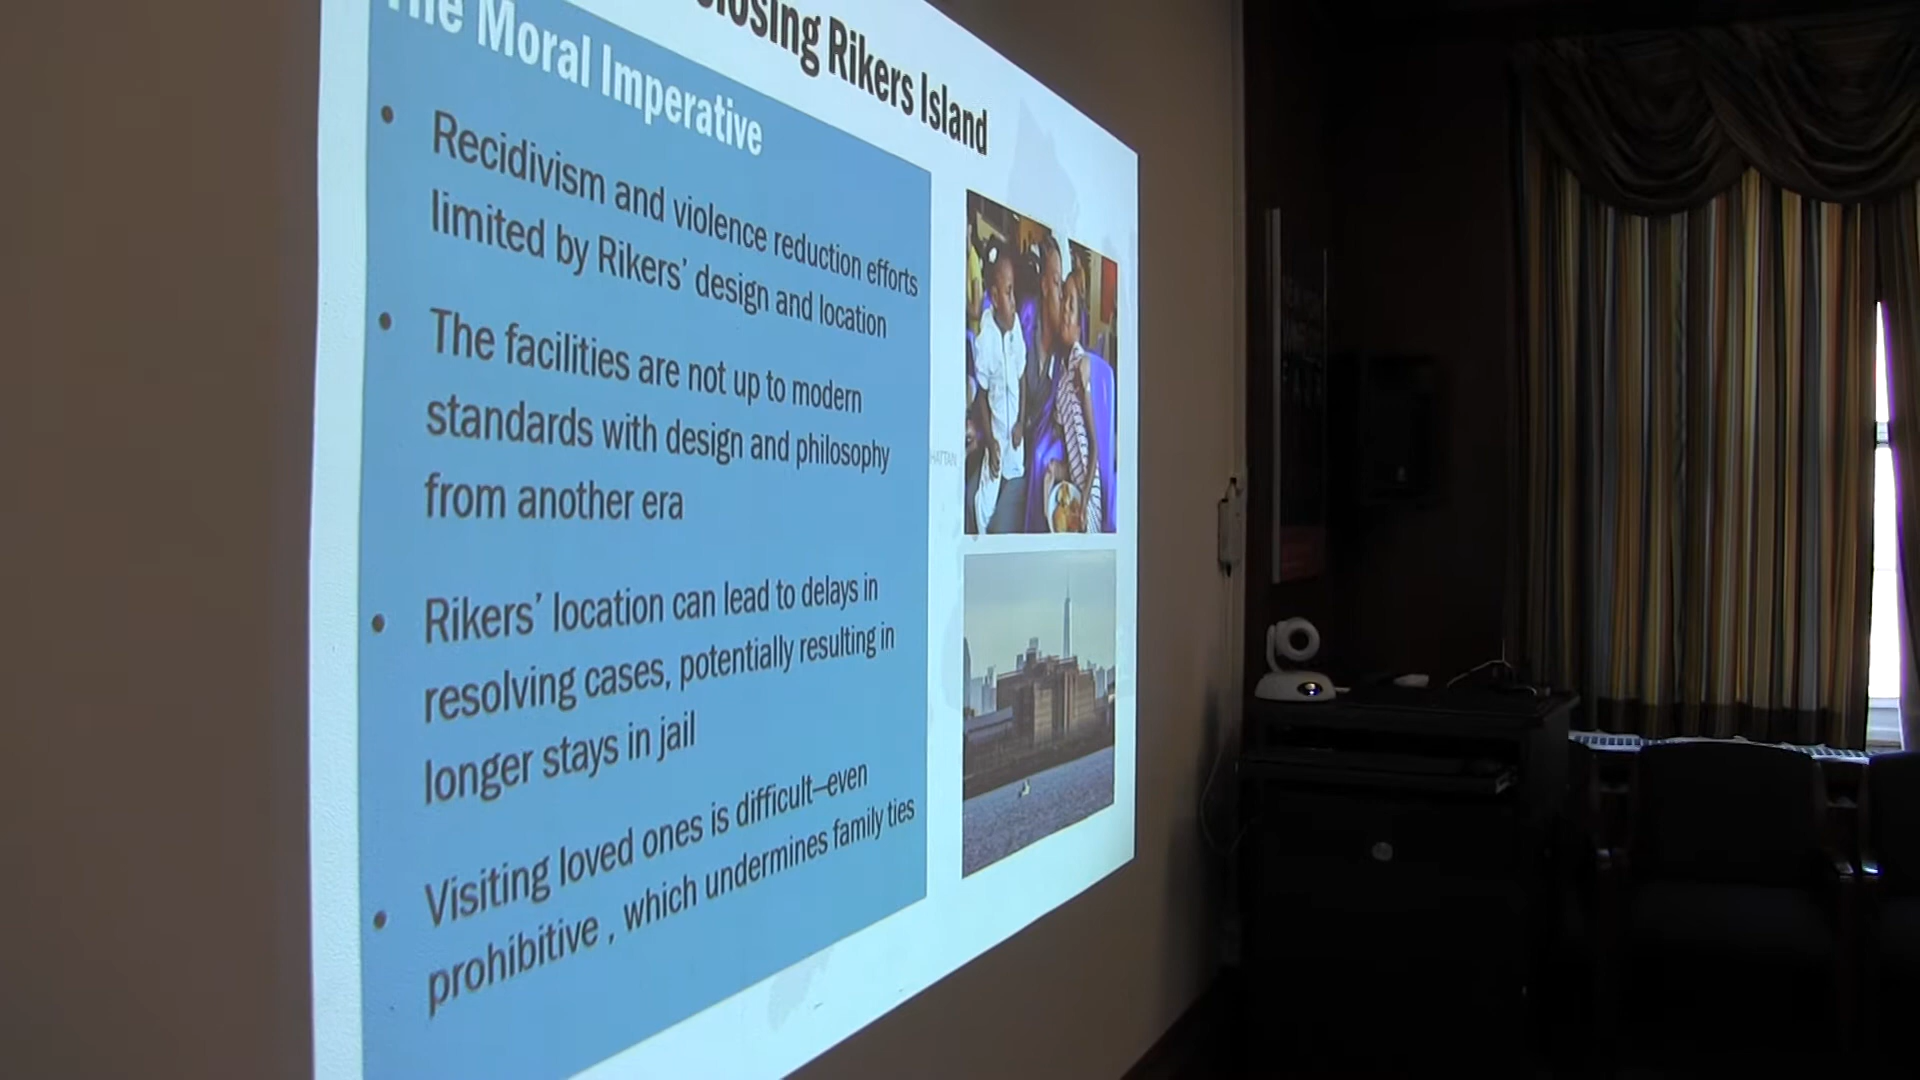 Closing Rikers Island
The Moral Imperative
• Recidivism and violence reduction efforts
limited by Rikers’ design and location
• The facilities are not up to modern
standards with design and philosophy
from another era
• Rikers’ location can lead to delays in
resolving cases, potentially resulting in
longer stays in jail
• Visiting loved ones is difficult–even
prohibitive , which undermines family ties
HATTAN